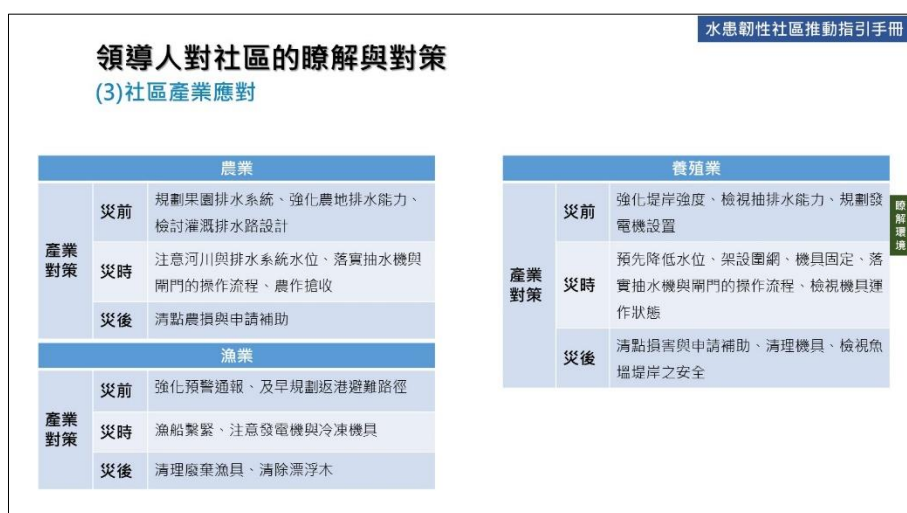 水患韌性社區推動指引手冊
領導人對社區的瞭解與對策
(3)社區產業應對
農業
產業
對策
災前
規劃果園排水系統、強化農地排水能力、
檢討灌溉排水路設計
災時
注意河川與排水系統水位、落實抽水機與
閘門的操作流程、農作搶收
災後
清點農損與申請補助
漁業
產業
對策
災前
強化預警通報、及早規劃返港避難路徑
災時
漁船繫緊、注意發電機與冷凍機具
災後
清理廢棄漁具、清除漂浮木
養殖業
產業
對策
災前
強化堤岸強度、檢視抽排水能力、規劃發
電機設置
災時
預先降低水位、架設圍網、機具固定、落
實抽水機與閘門的操作流程、檢視機具運
作狀態
災後
清點損害與申請補助、清理機具、檢視魚
塭堤岸之安全
瞭解環境